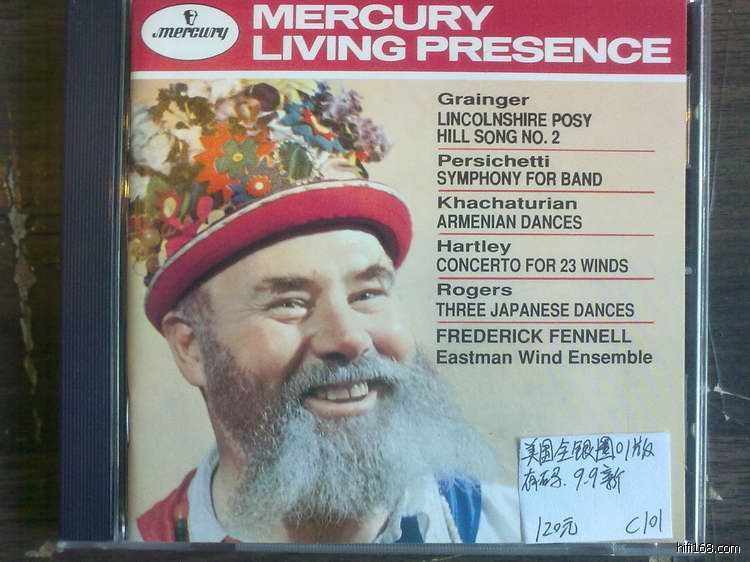 mercury
MERCURY
LIVING PRESENCE
Grainger
LINCOLNSHIRE POSY
HILL SONG NO. 2
Persichetti
SYMPHONY FOR BAND
Khachaturian
ARMENIAN DANCES
Hartley
CONCERTO FOR 23 WINDS
Rogers
THREE JAPANESE DANCES
FREDERICK FENNELL
Eastman Wind Ensemble
美国全银圈01版
有码. 9.9新
120元 C101
hifi168.com